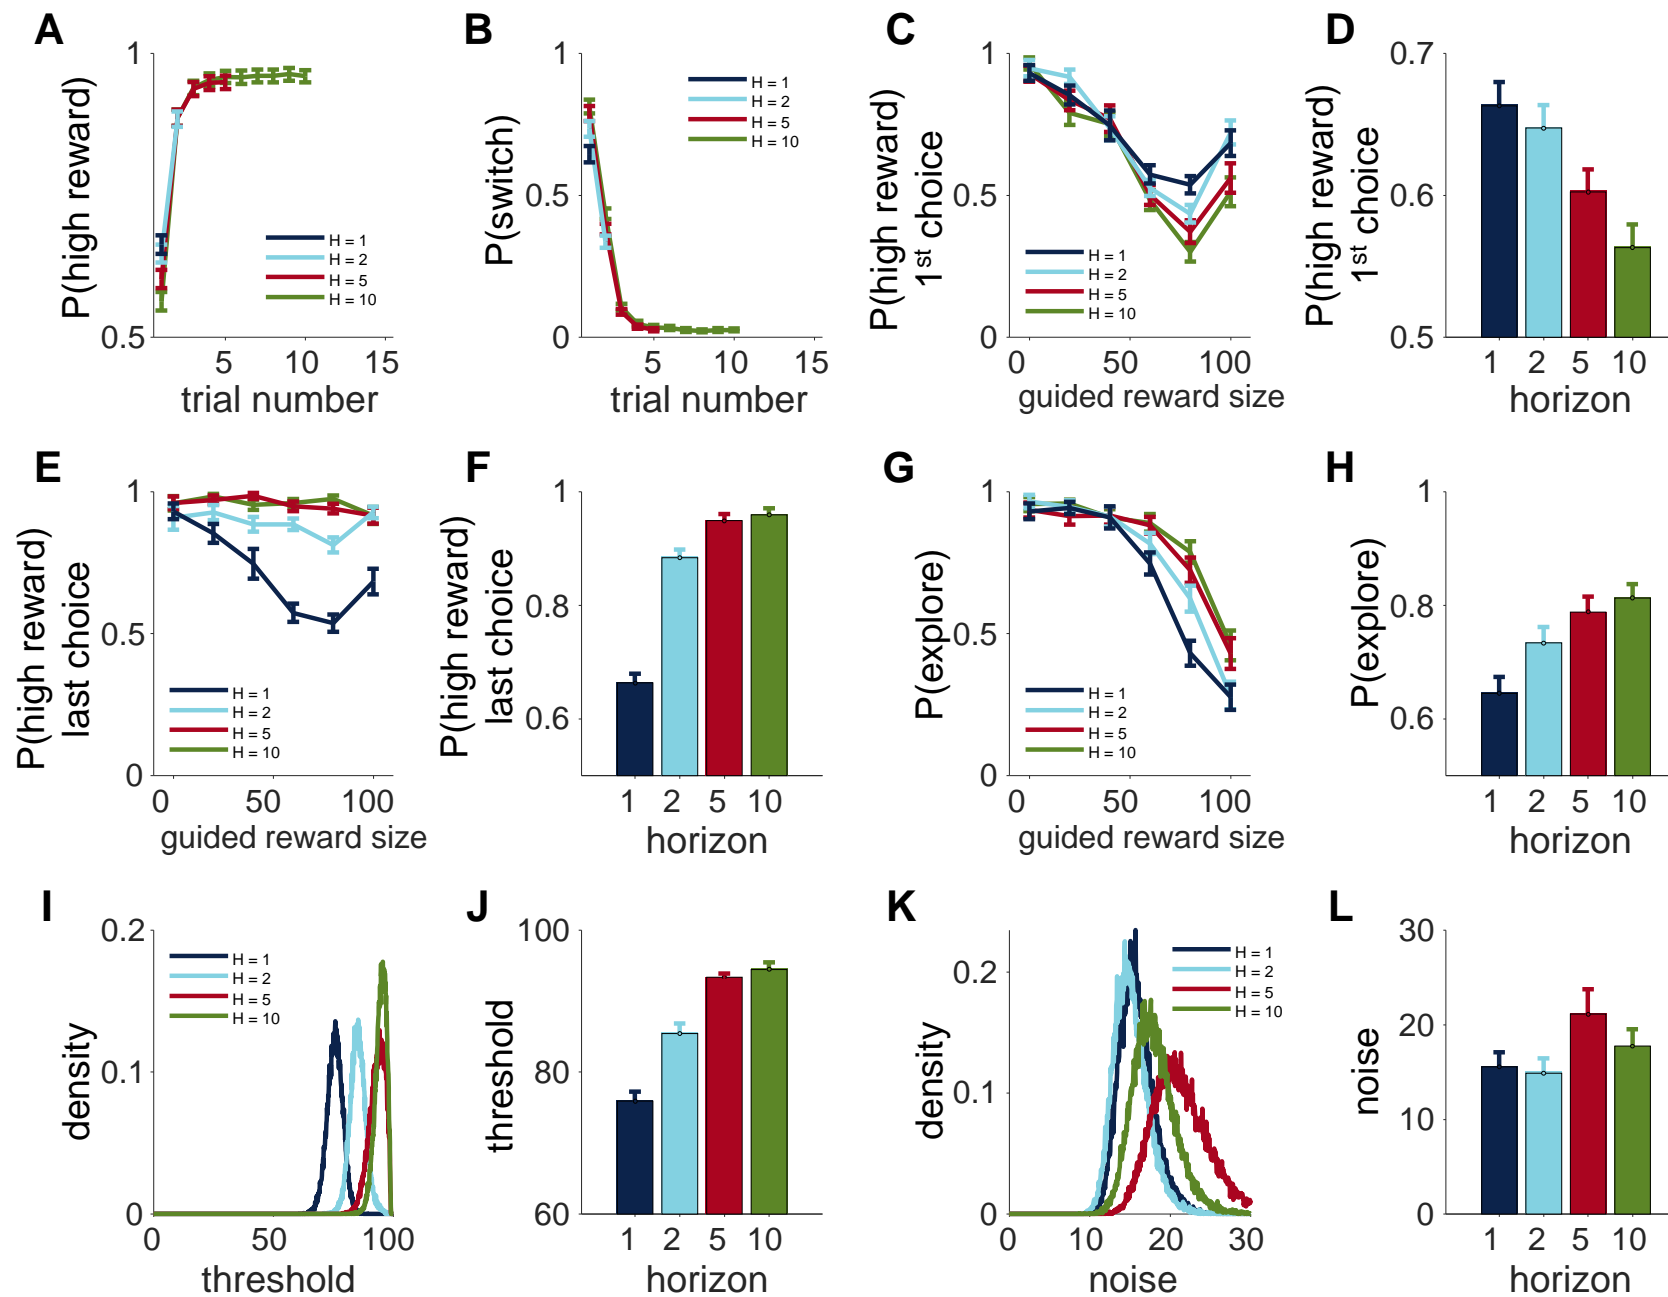 A
P(high reward)
1
0.5
5 10 15
trial number
H = 1
H = 2
H = 5
H = 10
B
P(switch)
1
0.5
0
5 10 15
trial number
H = 1
H = 2
H = 5
H = 10
C
P(high reward)
1st choice
1
0.5
0
0 50 100
guided reward size
H = 1
H = 2
H = 5
H = 10
D
P(high reward)
1st choice
0.7
0.6
0.5
1 2 5 10
horizon
E
P(high reward)
last choice
1
0.5
0
0 50 100
guided reward size
H = 1
H = 2
H = 5
H = 10
F
P(high reward)
last choice
1
0.8
0.6
1 2 5 10
horizon
G
P(explore)
1
0.5
0
0 50 100
guided reward size
H = 1
H = 2
H = 5
H = 10
H
P(explore)
1
0.8
0.6
1 2 5 10
horizon
I
density
0.2
0.1
0
0 50 100
threshold
H = 1
H = 2
H = 5
H = 10
J
threshold
100
80
60
1 2 5 10
horizon
K
density
0.2
0.1
0
0 10 20 30
noise
H = 1
H = 2
H = 5
H = 10
L
noise
30
20
10
0
1 2 5 10
horizon